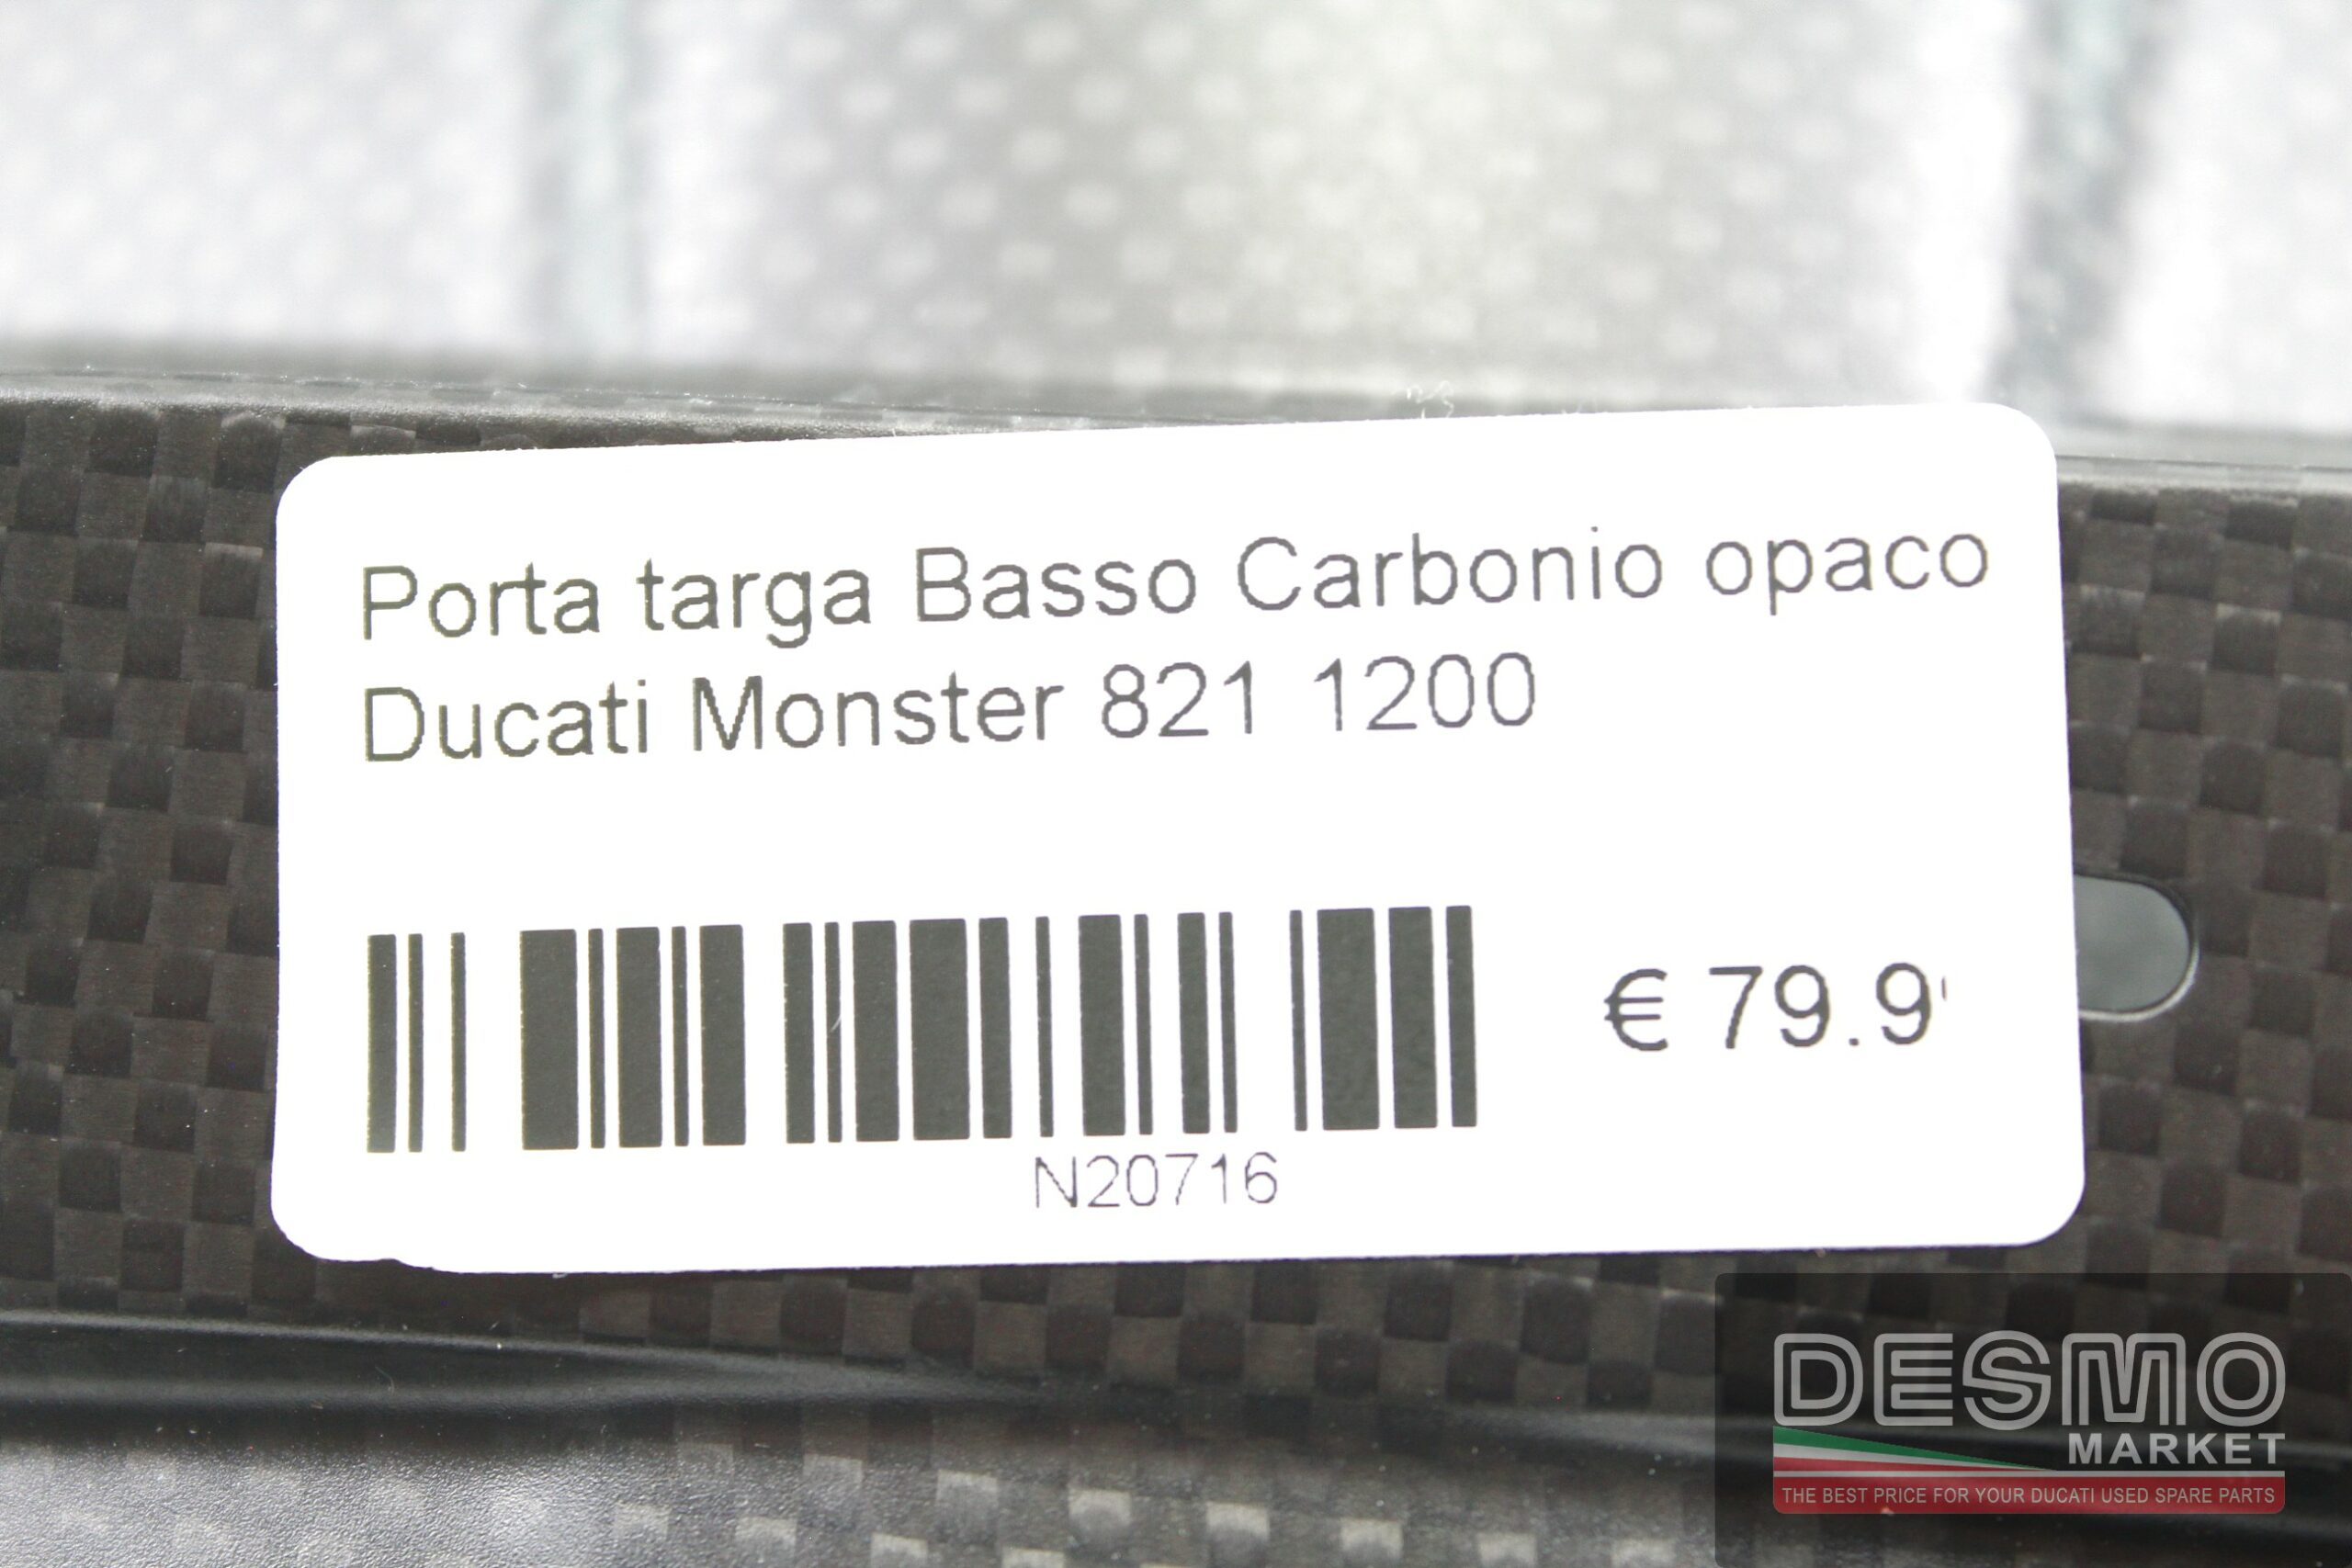 Porta targa Basso Carbonio opaco
Ducati Monster 821 1200
€ 79.9
N20716
DESMO
MARKET
THE BEST PRICE FOR YOUR DUCATI USED SPARE PARTS